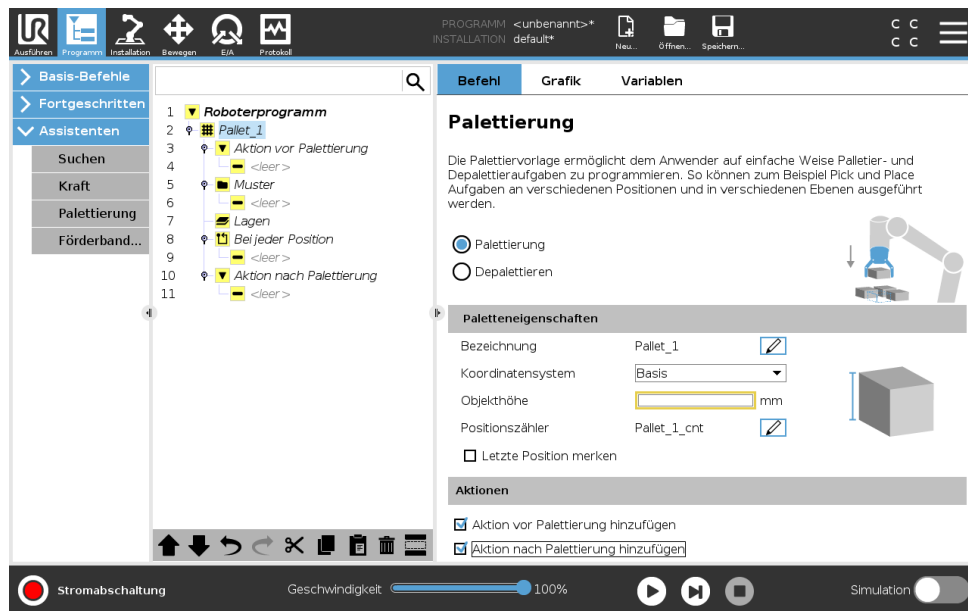 PROGRAMM <unbenannt>*
INSTALLATION default*
Ausführen Programm Installation Bewegen E/A Protokoll Neu... Öffnen... Speichern...
C C
C C
Basis-Befehle
Fortgeschritten
Assistenten
Suchen
Kraft
Palettierung
Förderband...
1 Roboterprogramm
2 Pallet_1
3 Aktion vor Palettierung
4 <leer>
5 Muster
6 <leer>
7 Lagen
8 Bei jeder Position
9 <leer>
10 Aktion nach Palettierung
11 <leer>
Befehl Grafik Variablen
Palettierung
Die Palettiervorlage ermöglicht dem Anwender auf einfache Weise Palletier- und
Depalettieraufgaben zu programmieren. So können zum Beispiel Pick und Place
Aufgaben an verschiedenen Positionen und in verschiedenen Ebenen ausgeführt
werden.
Palettierung
Depalettieren
Paletteneigenschaften
Bezeichnung Pallet_1
Koordinatensystem Basis
Objekthöhe mm
Positionszähler Pallet_1_cnt
Letzte Position merken
Aktionen
Aktion vor Palettierung hinzufügen
Aktion nach Palettierung hinzufügen
Stromabschaltung Geschwindigkeit 100% Simulation